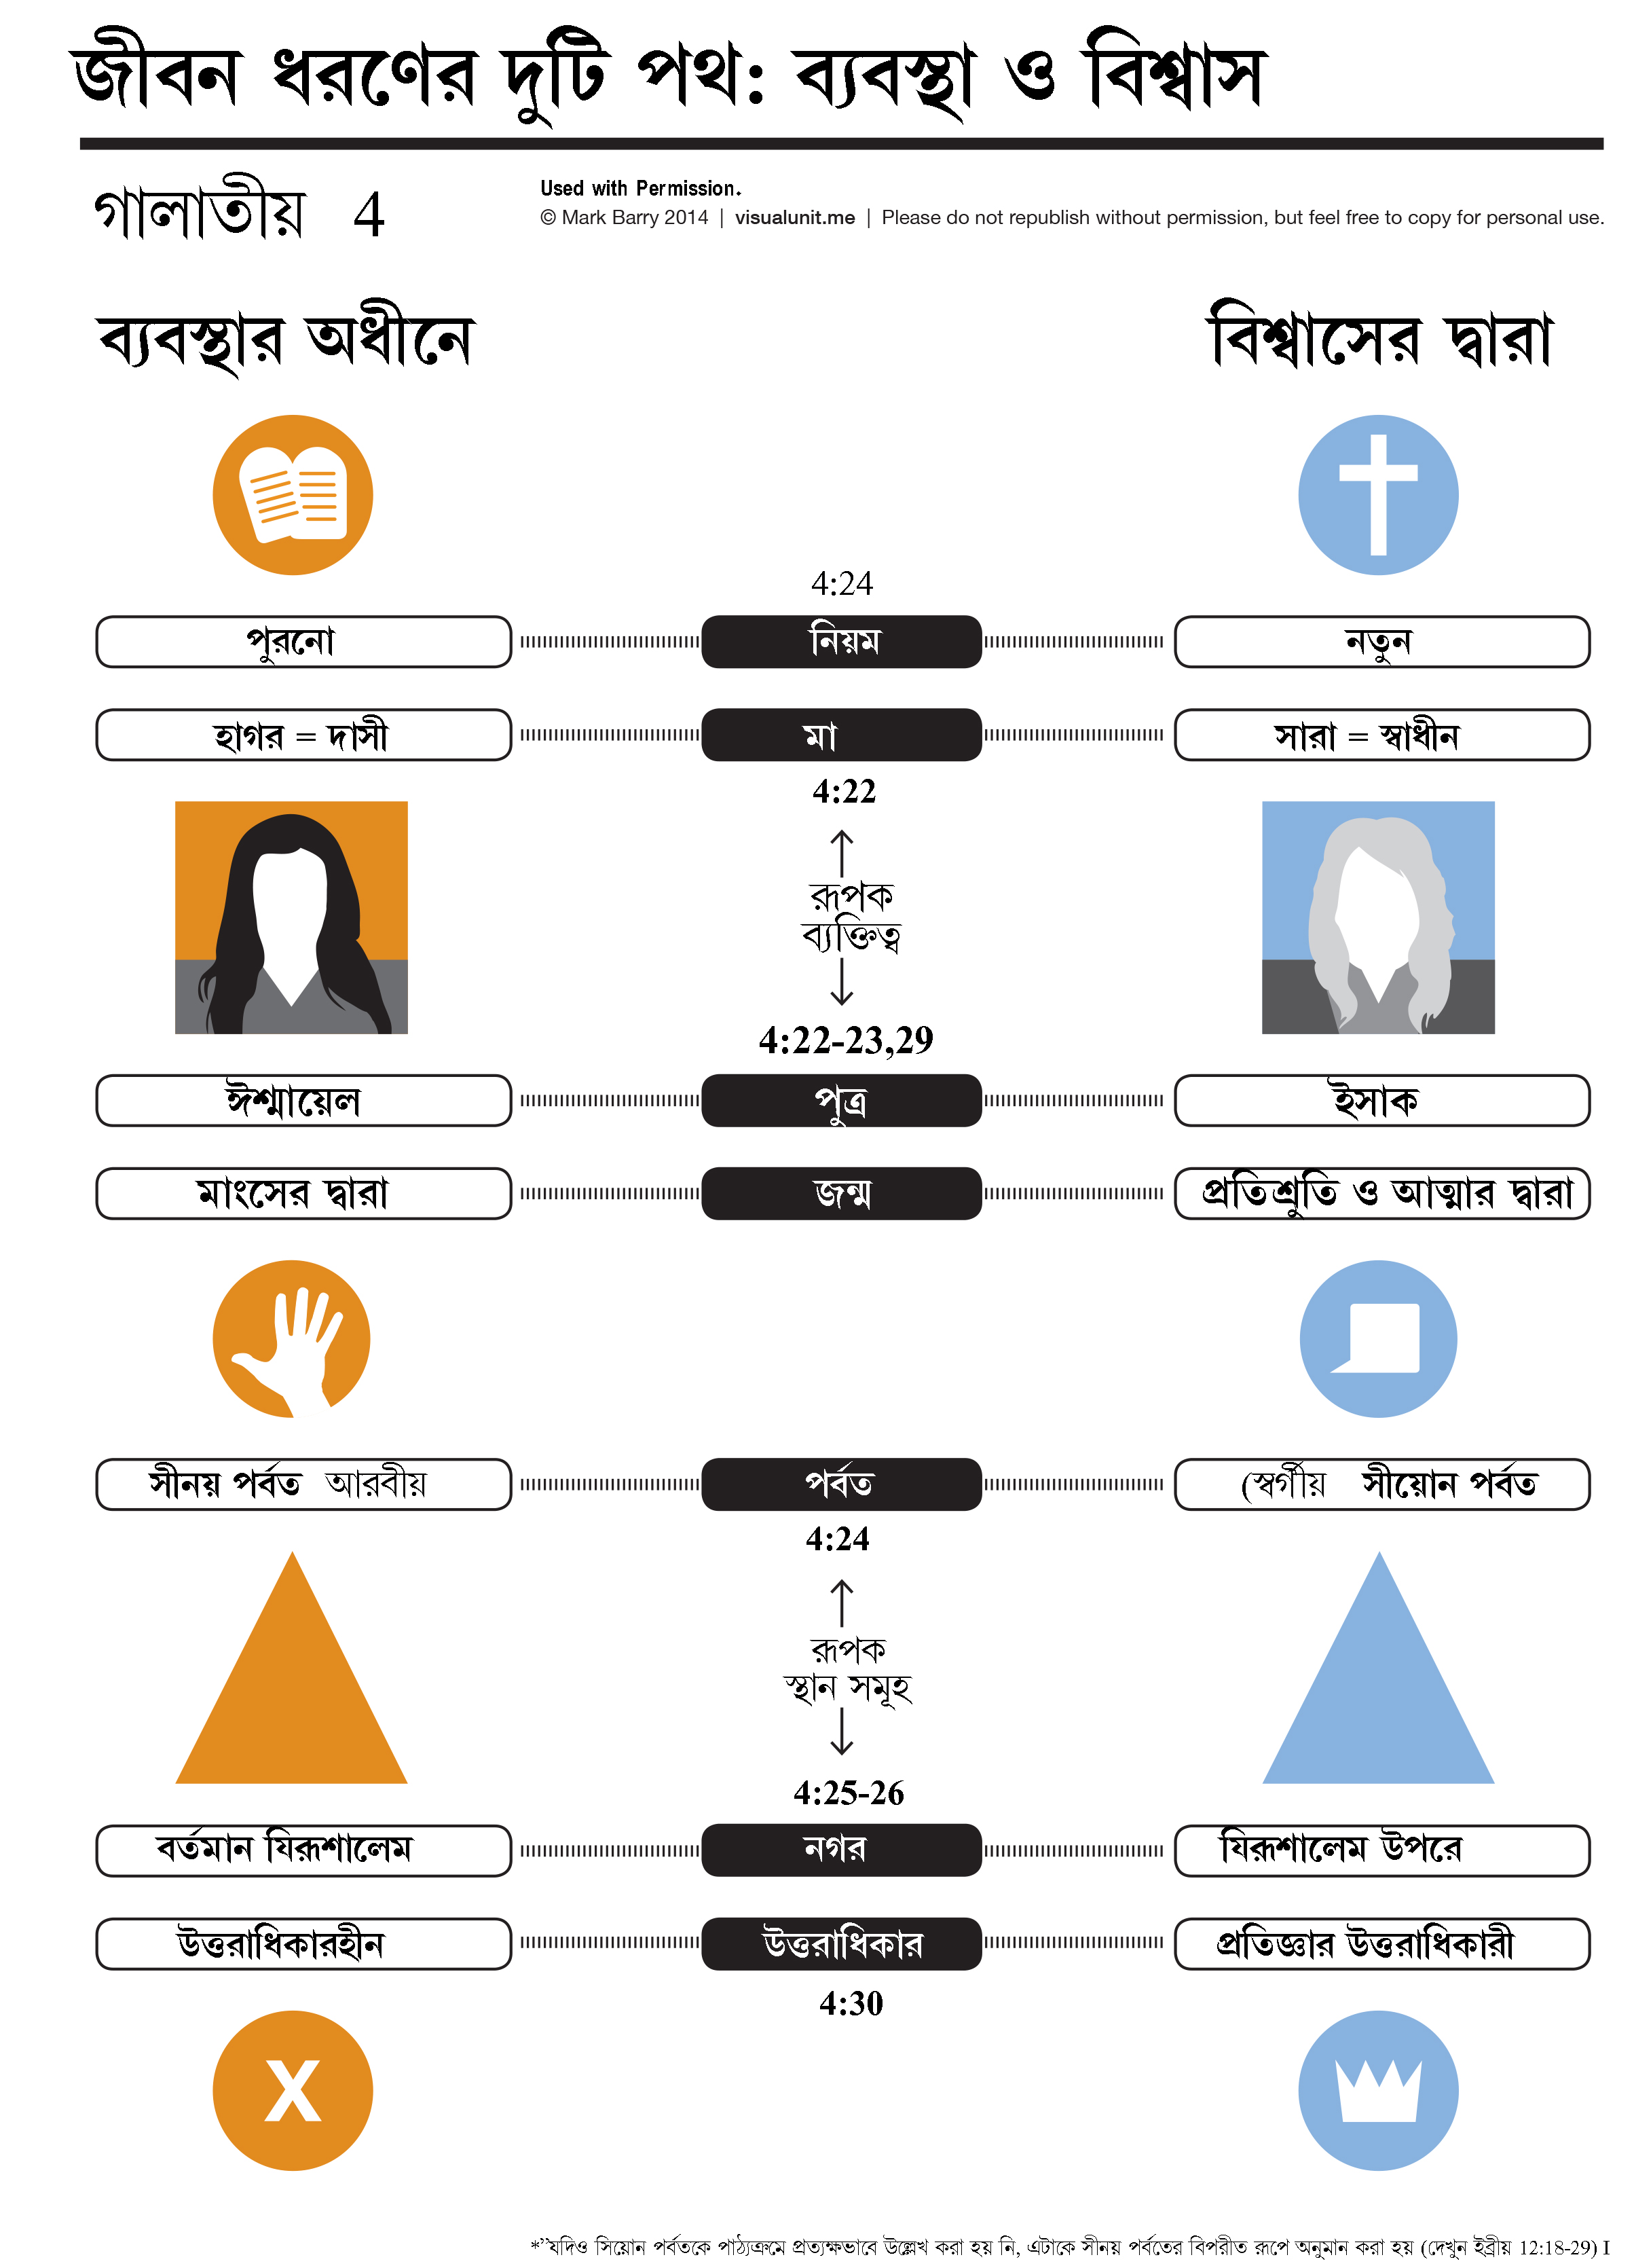 জীবন ধরণের দুটি পথ: ব্যবস্থা ও বিশ্বাস
গালাতীয় 4
Used with Permission.
© Mark Barry 2014 | visualunit.me | Please do not republish without permission, but feel free to copy for personal use.
ব্যবস্থার অধীনে
বিশ্বাসের দ্বারা
4:24
পুরনো
নিয়ম
নতুন
হাগর = দাসী
মা
সারা = স্বাধীন
4:22
রূপক
ব্যক্তিত্ব
4:22-23,29
ঈশ্মায়েল
পুত্র
ইসাক
মাংসের দ্বারা
জন্ম
প্রতিশ্রুতি ও আত্মার দ্বারা
সীনয় পর্বত আরবীয়
পর্বত
(স্বর্গীয় সীয়োন পর্বত
4:24
রূপক
স্থান সমূহ
4:25-26
বর্তমান যিরূশালেম
নগর
যিরূশালেম উপরে
উত্তরাধিকারহীন
উত্তরাধিকার
প্রতিজ্ঞার উত্তরাধিকারী
4:30
X
*”যদিও সিয়োন পর্বতকে পাঠ্যক্রমে প্রত্যক্ষভাবে উল্লেখ করা হয় নি, এটাকে সীনয় পর্বতের বিপরীত রূপে অনুমান করা হয় (দেখুন ইব্রীয় 12:18-29) I